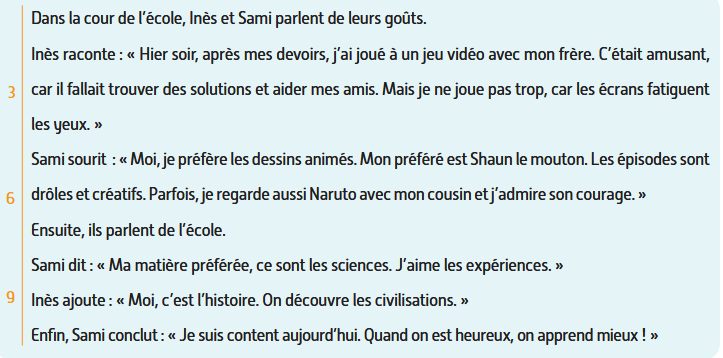 Dans la cour de l'école, Inès et Sami parlent de leurs goûts.
Inès raconte : « Hier soir, après mes devoirs, j'ai joué à un jeu vidéo avec mon frère. C'était amusant,
3 car il fallait trouver des solutions et aider mes amis. Mais je ne joue pas trop, car les écrans fatiguent
les yeux. »
Sami sourit : « Moi, je préfère les dessins animés. Mon préféré est Shaun le mouton. Les épisodes sont
6 drôles et créatifs. Parfois, je regarde aussi Naruto avec mon cousin et j'admire son courage. »
Ensuite, ils parlent de l'école.
Sami dit : « Ma matière préférée, ce sont les sciences. J'aime les expériences. »
9 Inès ajoute : « Moi, c'est l'histoire. On découvre les civilisations. »
Enfin, Sami conclut : « Je suis content aujourd'hui. Quand on est heureux, on apprend mieux ! »